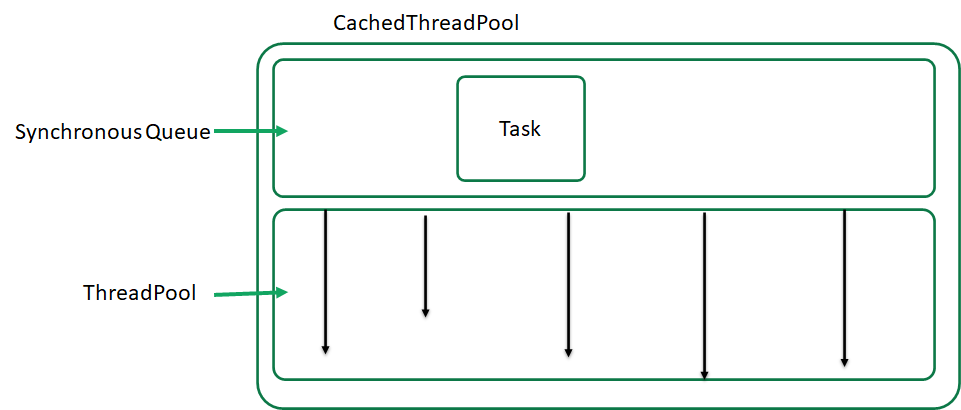 CachedThreadPool
Synchronous Queue
Task
ThreadPool